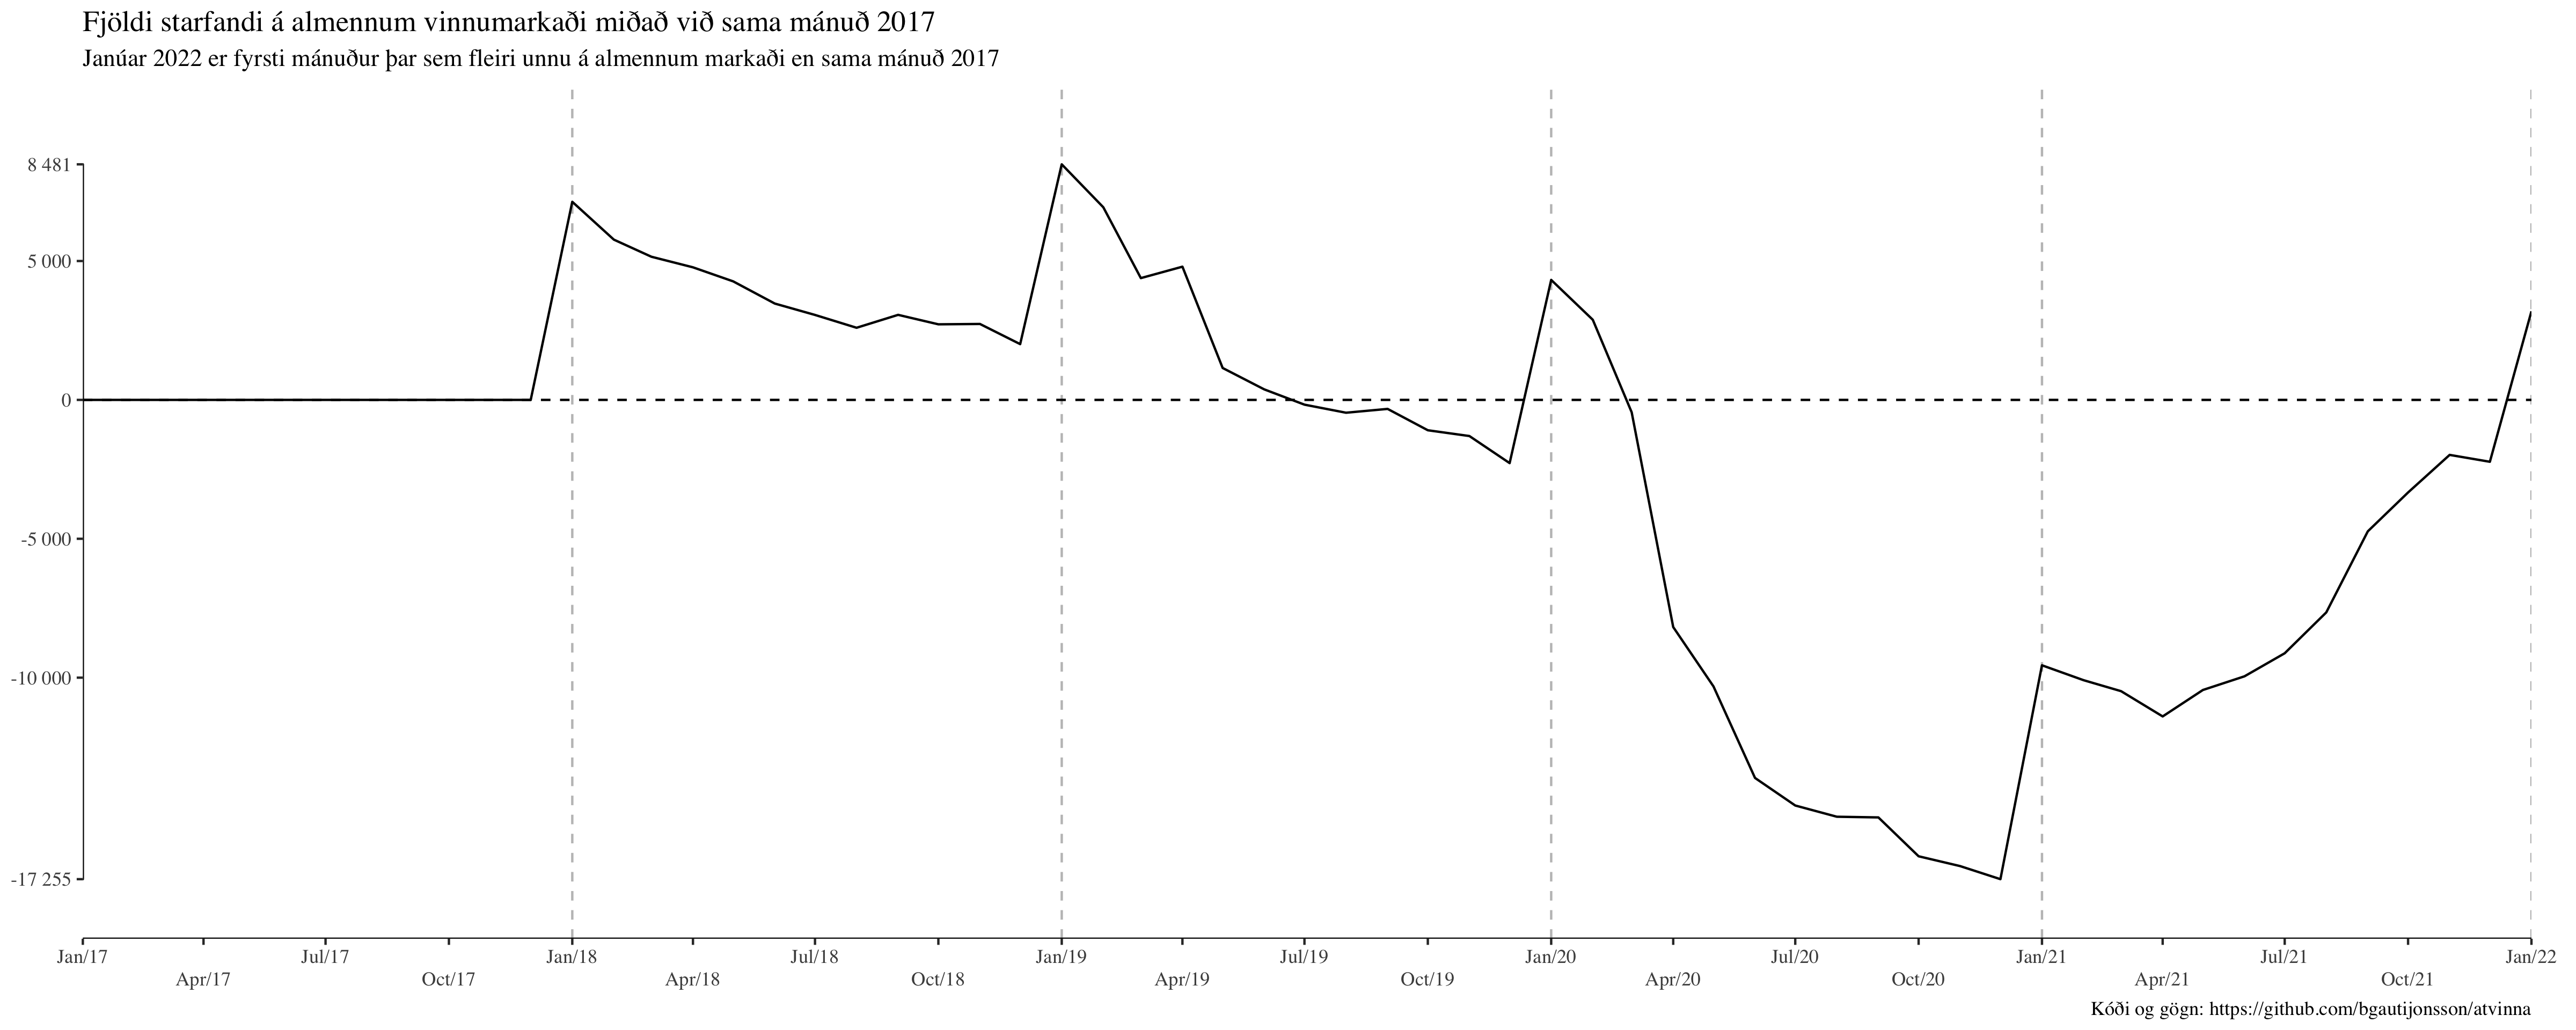 Fjöldi starfandi á almennum vinnumarkaði miðað við sama mánuð 2017
Janúar 2022 er fyrsti mánuður þar sem fleiri unnu á almennum markaði en sama mánuð 2017
8 481
5 000
0
-5 000
-10 000
-17 255
Jan/17 Jul/17 Jan/18 Jul/18 Jan/19 Jul/19 Jan/20 Jul/20 Jan/21 Jul/21 Jan/22
Apr/17 Oct/17 Apr/18 Oct/18 Apr/19 Oct/19 Apr/20 Oct/20 Apr/21 Oct/21
Kóði og gögn: https://github.com/bgautijonsson/atvinna